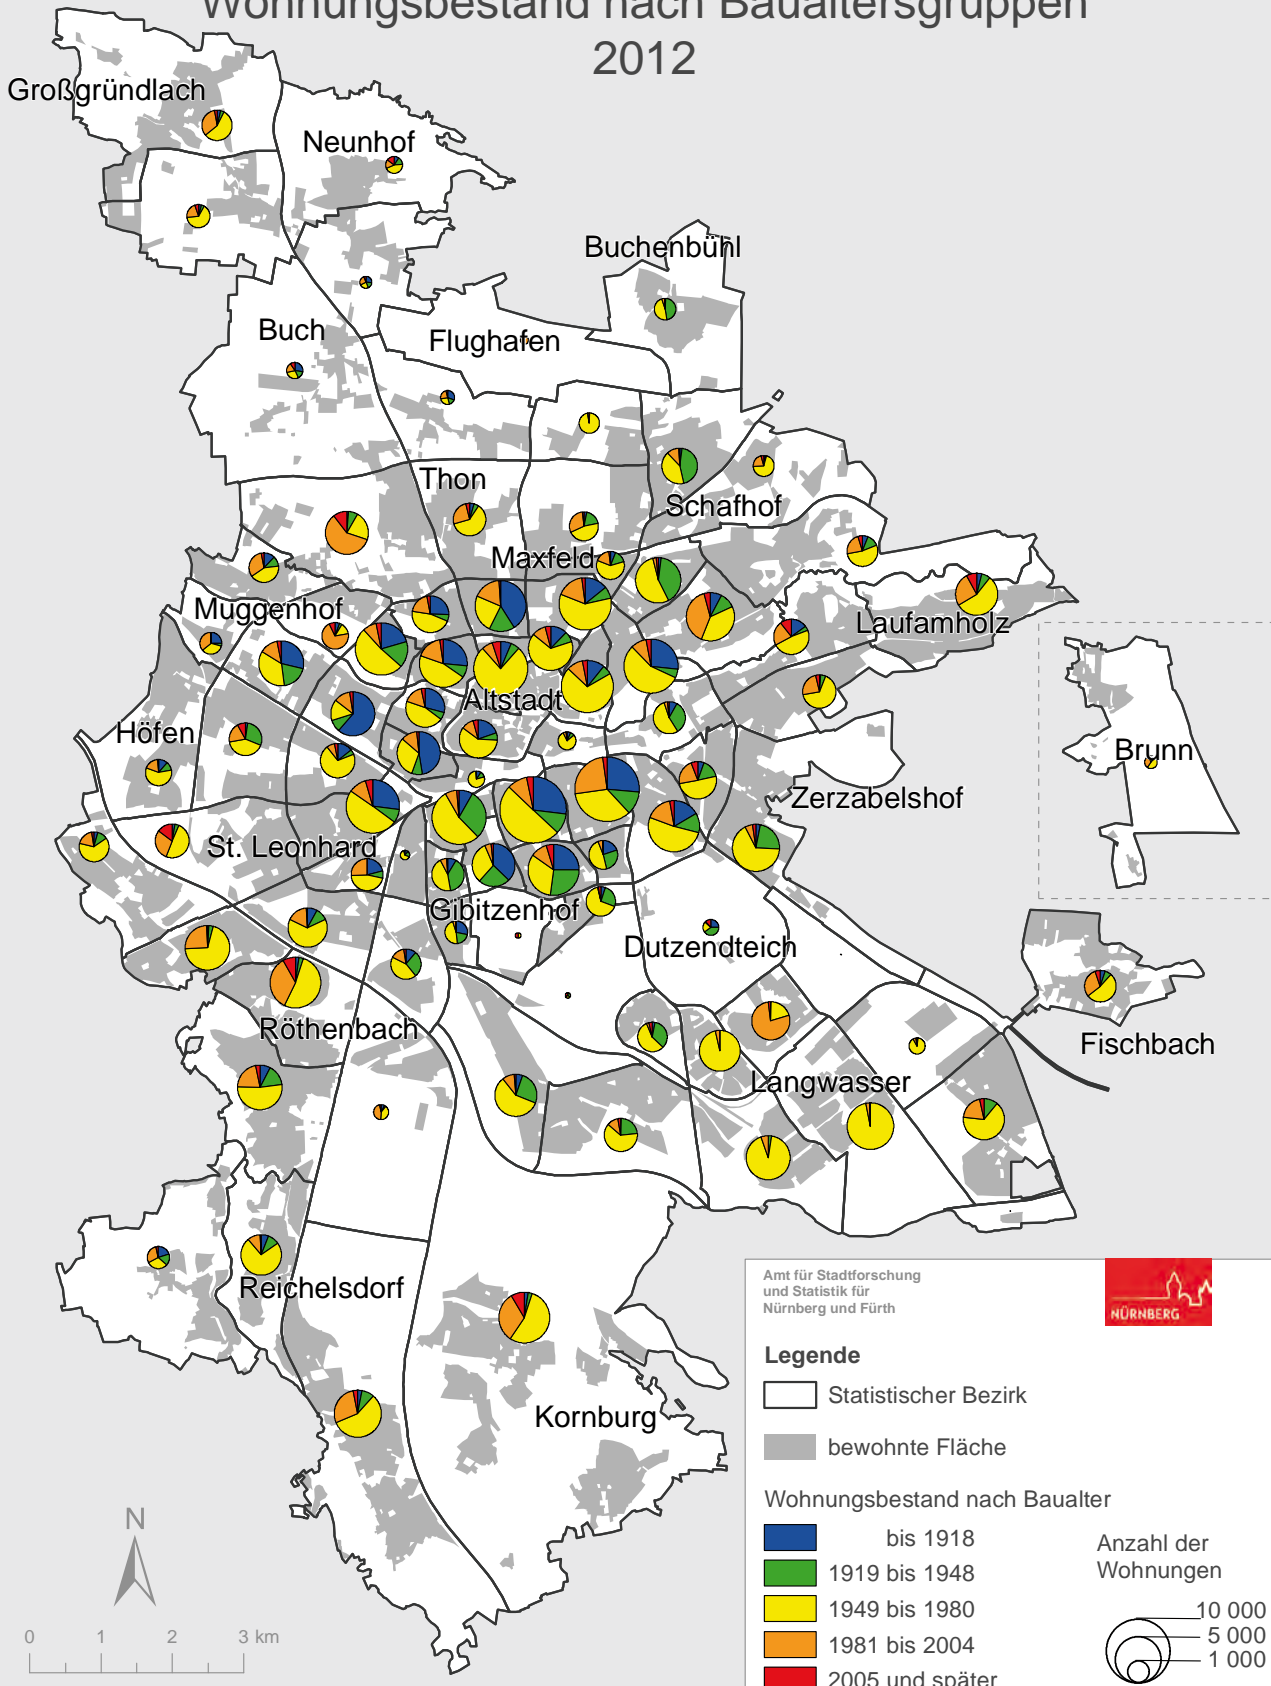 Wohnungsbestand nach Baualtersgruppen
2012
Großgründlach
Neunhof
Buchenbühl
Buch
Flughafen
Thon
Schafhof
Maxfeld
Muggenhof
Laufamholz
Altstadt
Höfen
Brunn
Zerzabelshof
St. Leonhard
Gibitzenhof
Dutzendteich
Röthenbach
Fischbach
Langwasser
Reichelsdorf
Kornburg
Amt für Stadtforschung
und Statistik für
Nürnberg und Fürth
NÜRNBERG
Legende
Statistischer Bezirk
bewohnte Fläche
Wohnungsbestand nach Baualter
bis 1918
1919 bis 1948
1949 bis 1980
1981 bis 2004
2005 und später
Anzahl der
Wohnungen
10 000
5 000
1 000
N
0 1 2 3 km